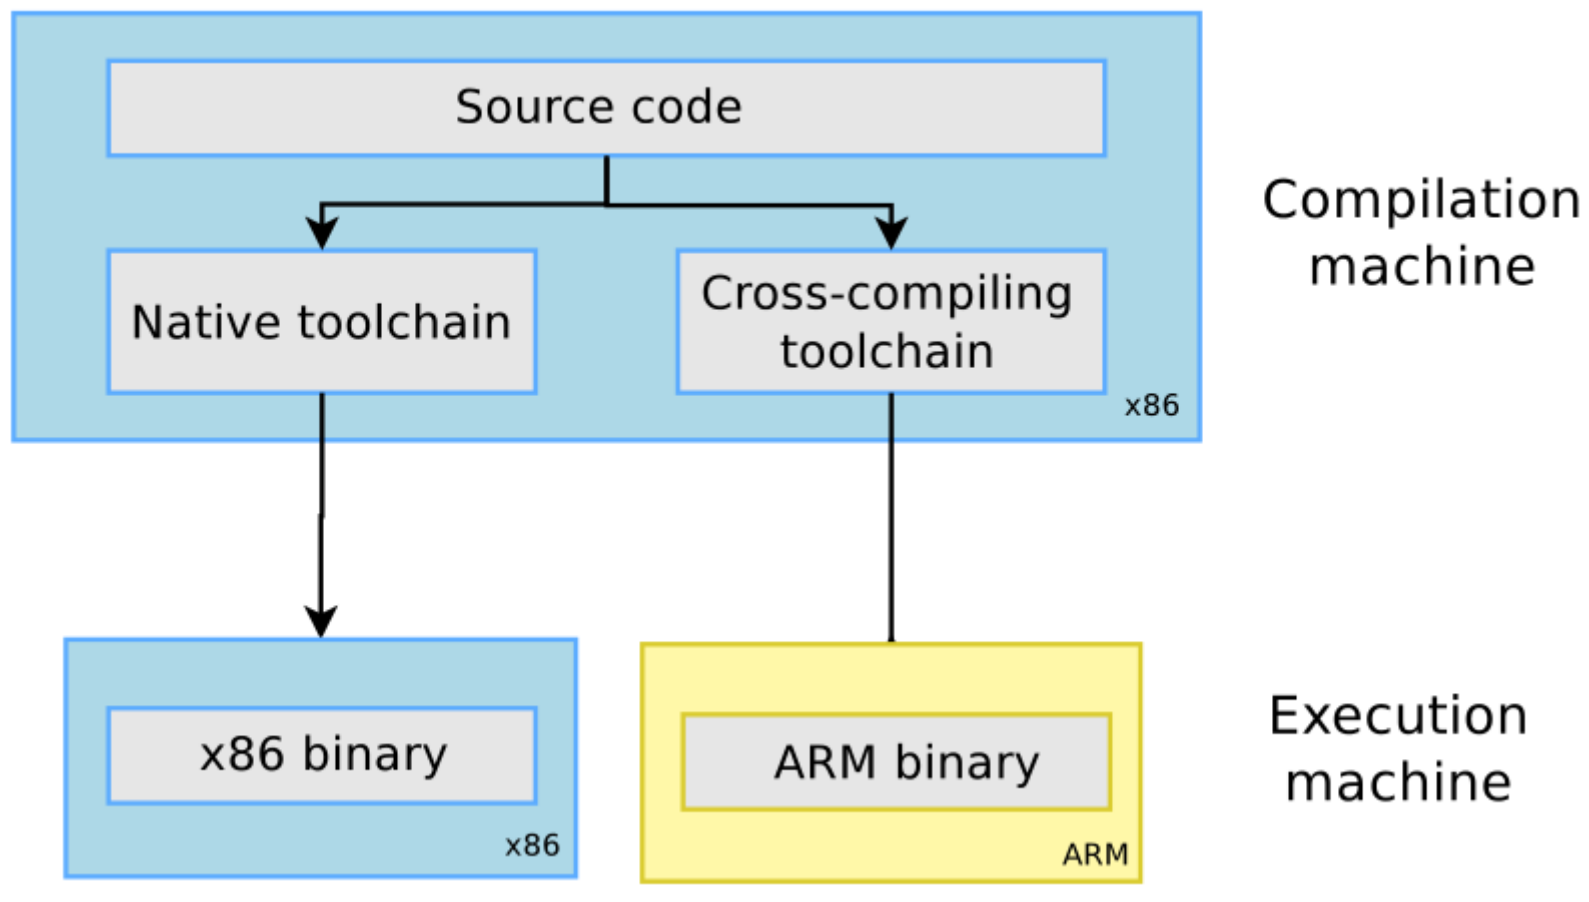 Source code
Compilation
machine
Native toolchain
Cross-compiling
toolchain
x86
x86 binary
x86
ARM binary
ARM
Execution
machine